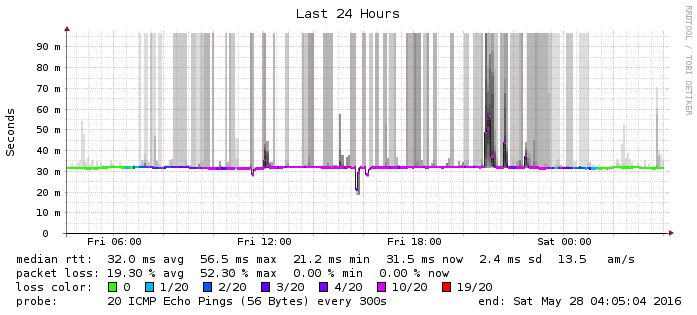 Last 24 Hours
RRDTOOL / TOBI OETIKER
Seconds
90 m
80 m
70 m
60 m
50 m
40 m
30 m
20 m
10 m
0
Fri 06:00 Fri 12:00 Fri 18:00 Sat 00:00
median rtt: 32.0 ms avg 56.5 ms max 21.2 ms min 31.5 ms now 2.4 ms sd 13.5 am/s
packet loss: 19.30 % avg 52.30 % max 0.00 % min 0.00 % now
loss color: 0 1/20 2/20 3/20 4/20 10/20 19/20
probe: 20 ICMP Echo Pings (56 Bytes) every 300s end: Sat May 28 04:05:04 2016